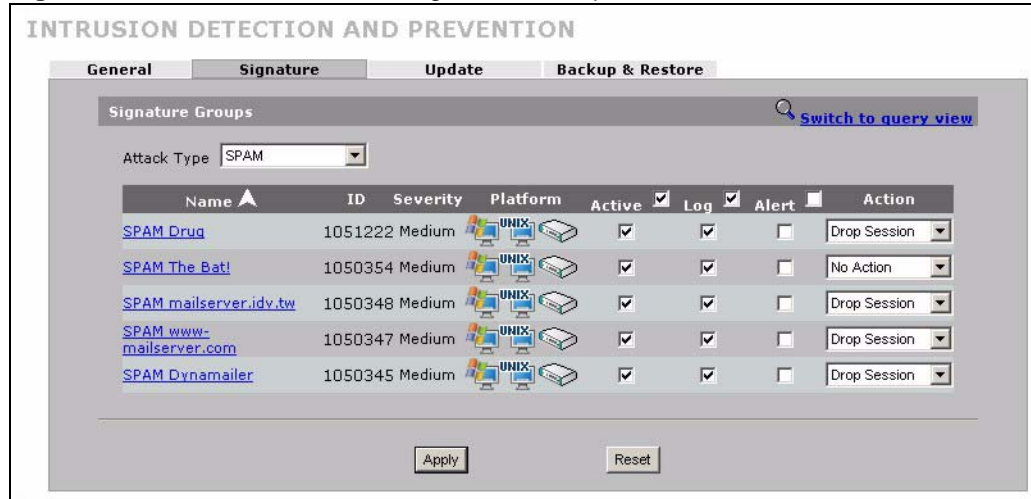 INTRUSION DETECTION AND PREVENTION
General Signature Update Backup & Restore
Signature Groups Switch to query view
Attack Type SPAM
Name ID Severity Platform Active Log Alert Action
SPAM Drug 1051222 Medium UNIX Drop Session
SPAM The Bat! 1050354 Medium UNIX No Action
SPAM mailserver.idv.tw 1050348 Medium UNIX Drop Session
SPAM www-
mailserver.com 1050347 Medium UNIX Drop Session
SPAM Dynamailer 1050345 Medium UNIX Drop Session
Apply Reset